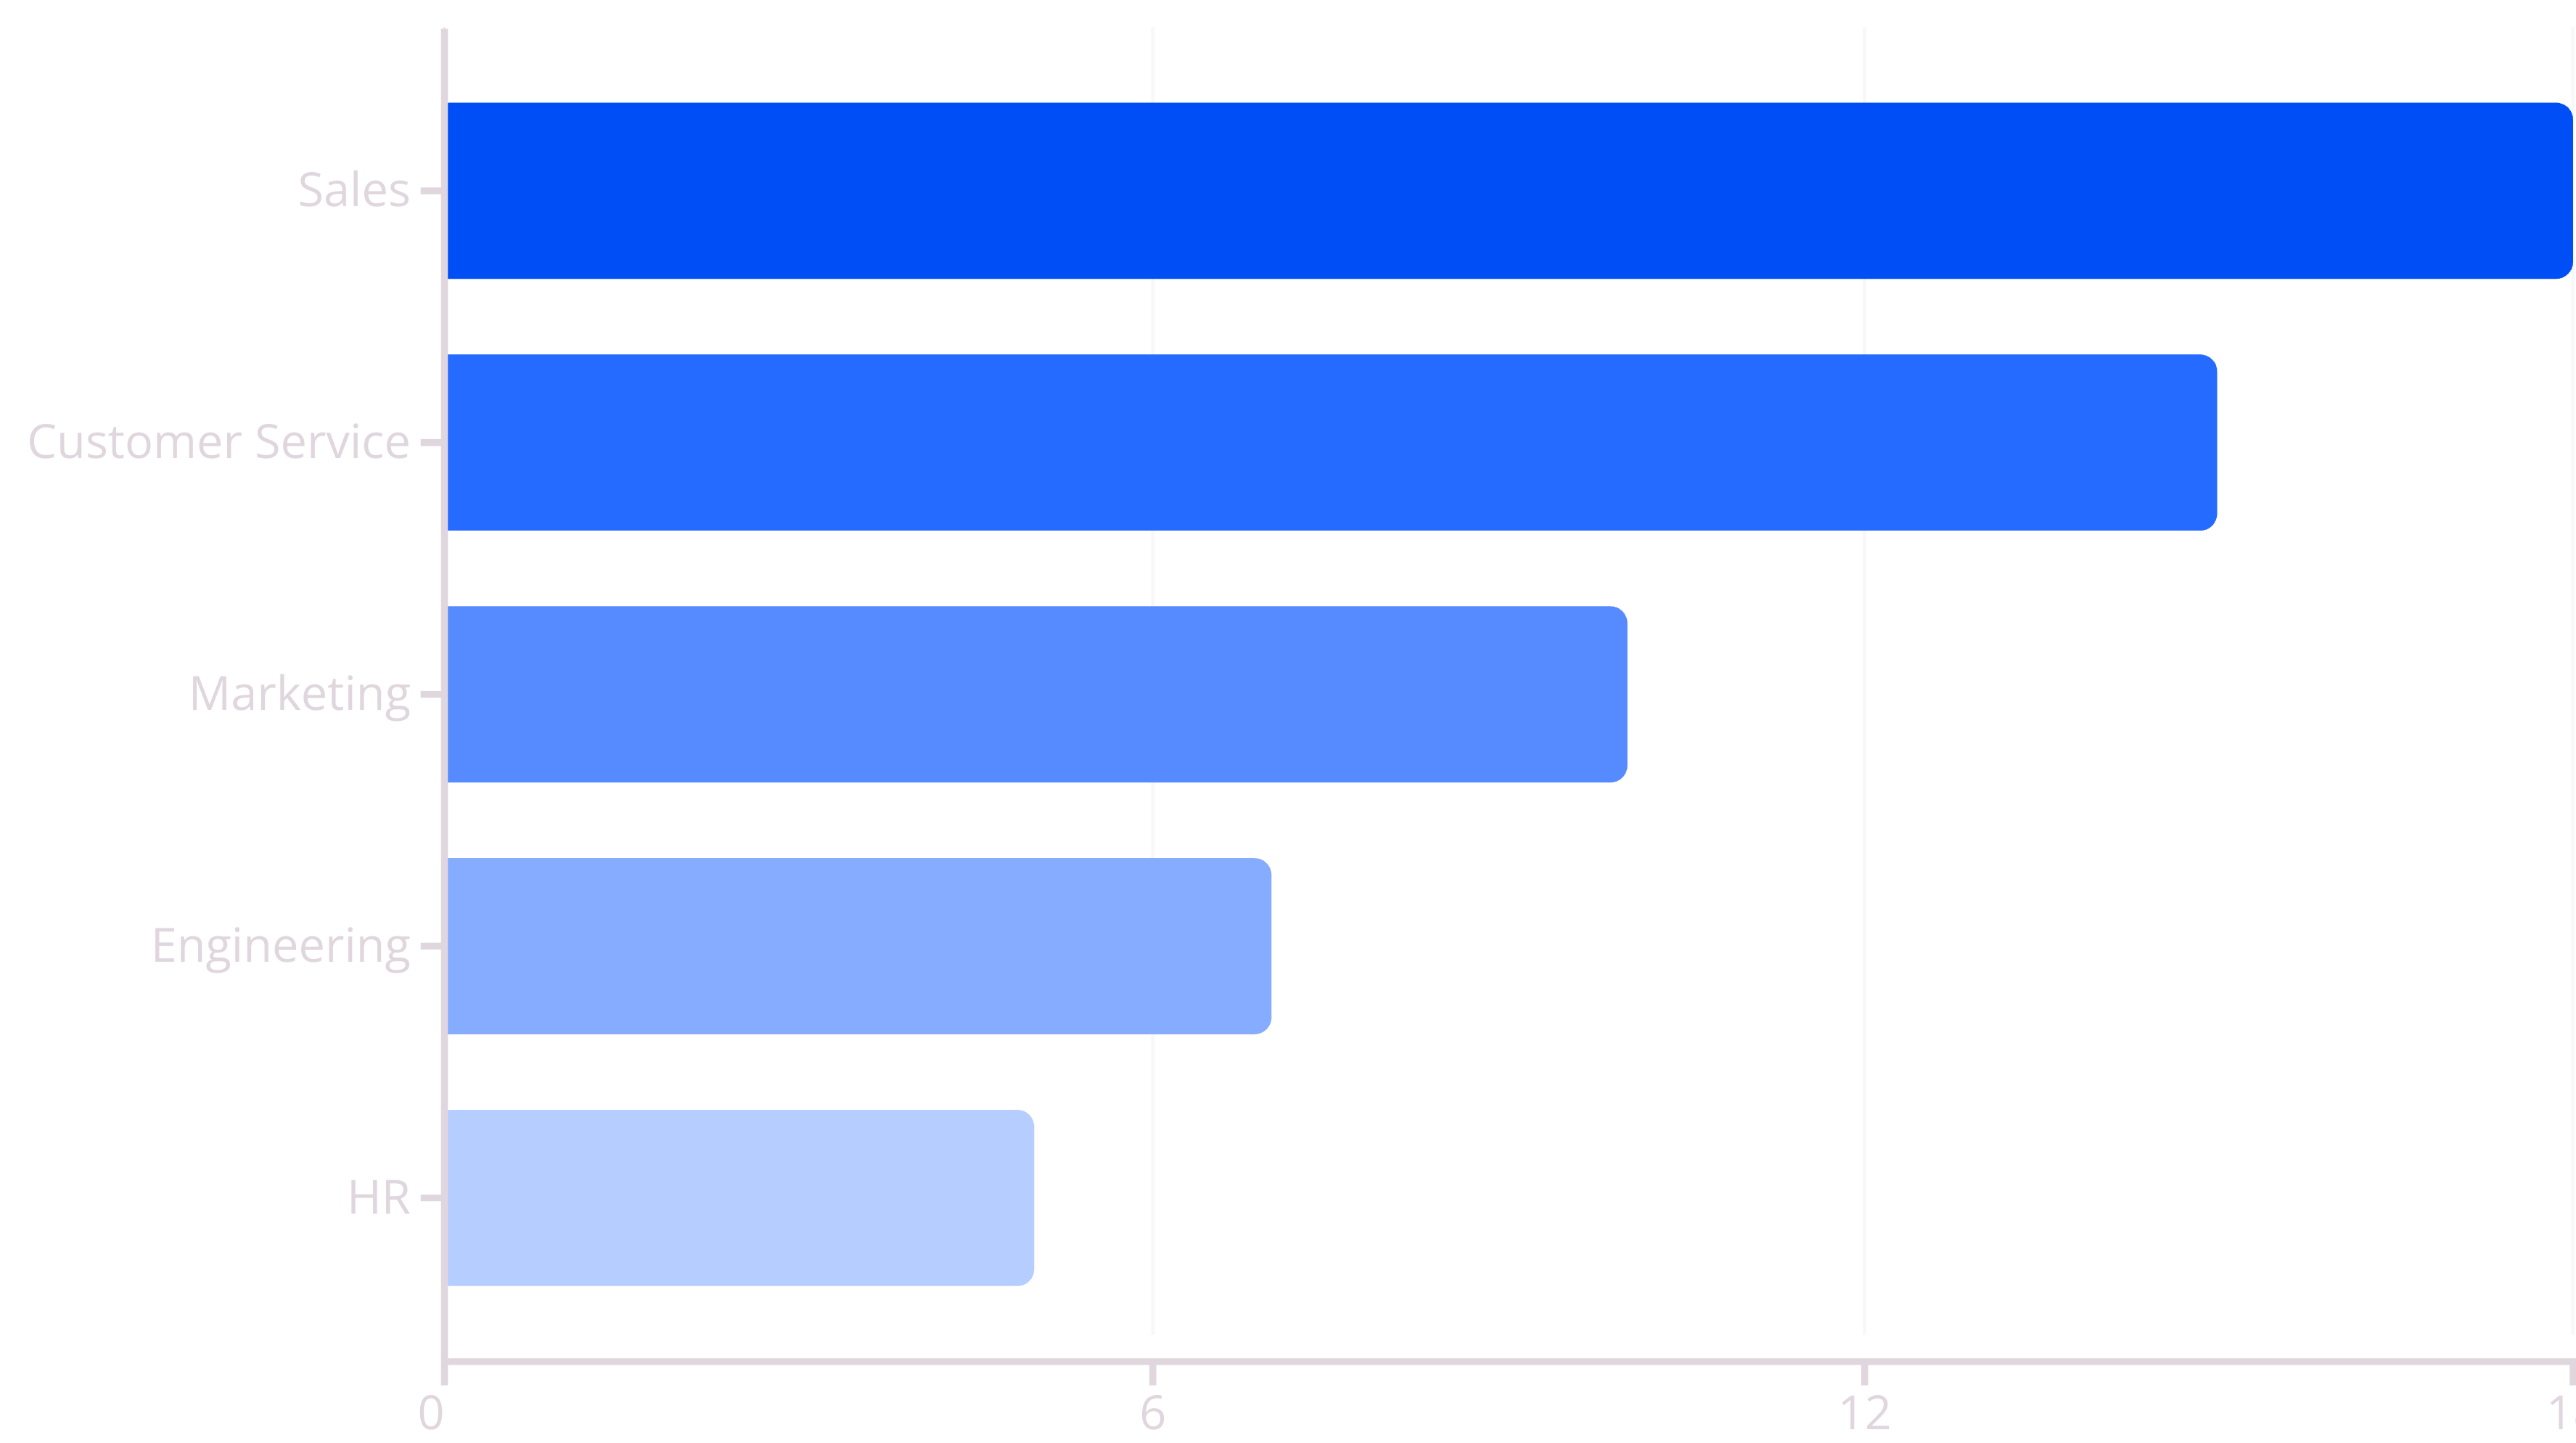 Sales
Customer Service
Marketing
Engineering
HR
0 6 12